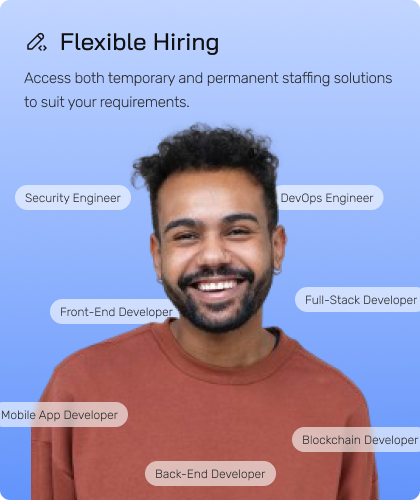 Flexible Hiring
Access both temporary and permanent staffing solutions
to suit your requirements.
Security Engineer
DevOps Engineer
Full-Stack Developer
Front-End Developer
Mobile App Developer
Blockchain Developer
Back-End Developer